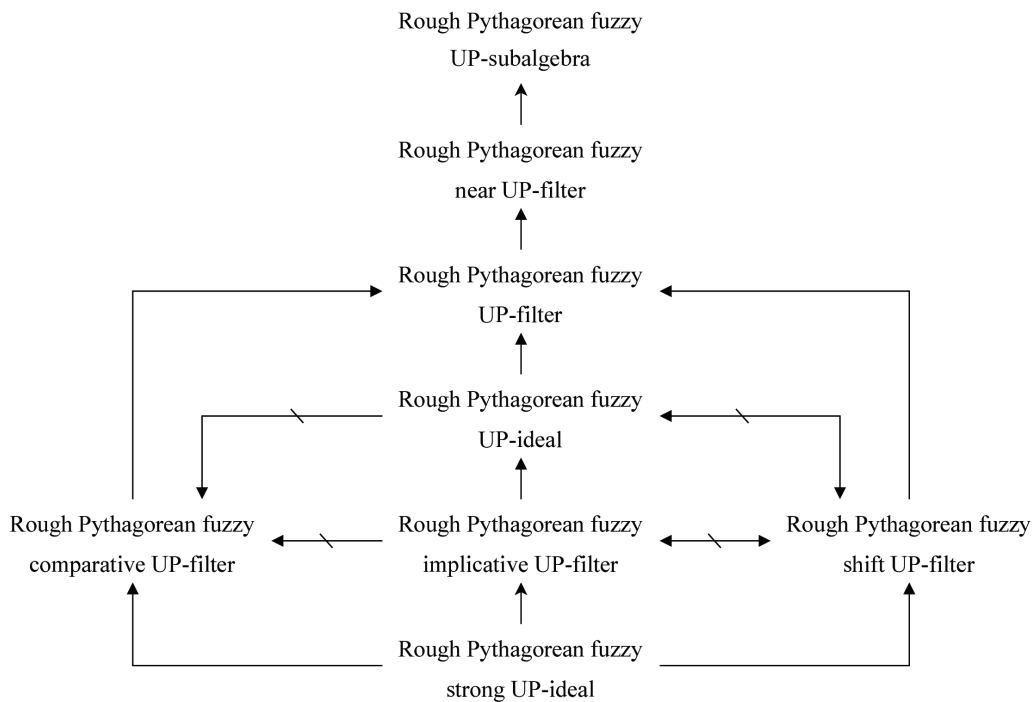 Rough Pythagorean fuzzy
UP-subalgebra
Rough Pythagorean fuzzy
near UP-filter
Rough Pythagorean fuzzy
UP-filter
Rough Pythagorean fuzzy
UP-ideal
Rough Pythagorean fuzzy
comparative UP-filter
Rough Pythagorean fuzzy
implicative UP-filter
Rough Pythagorean fuzzy
shift UP-filter
Rough Pythagorean fuzzy
strong UP-ideal